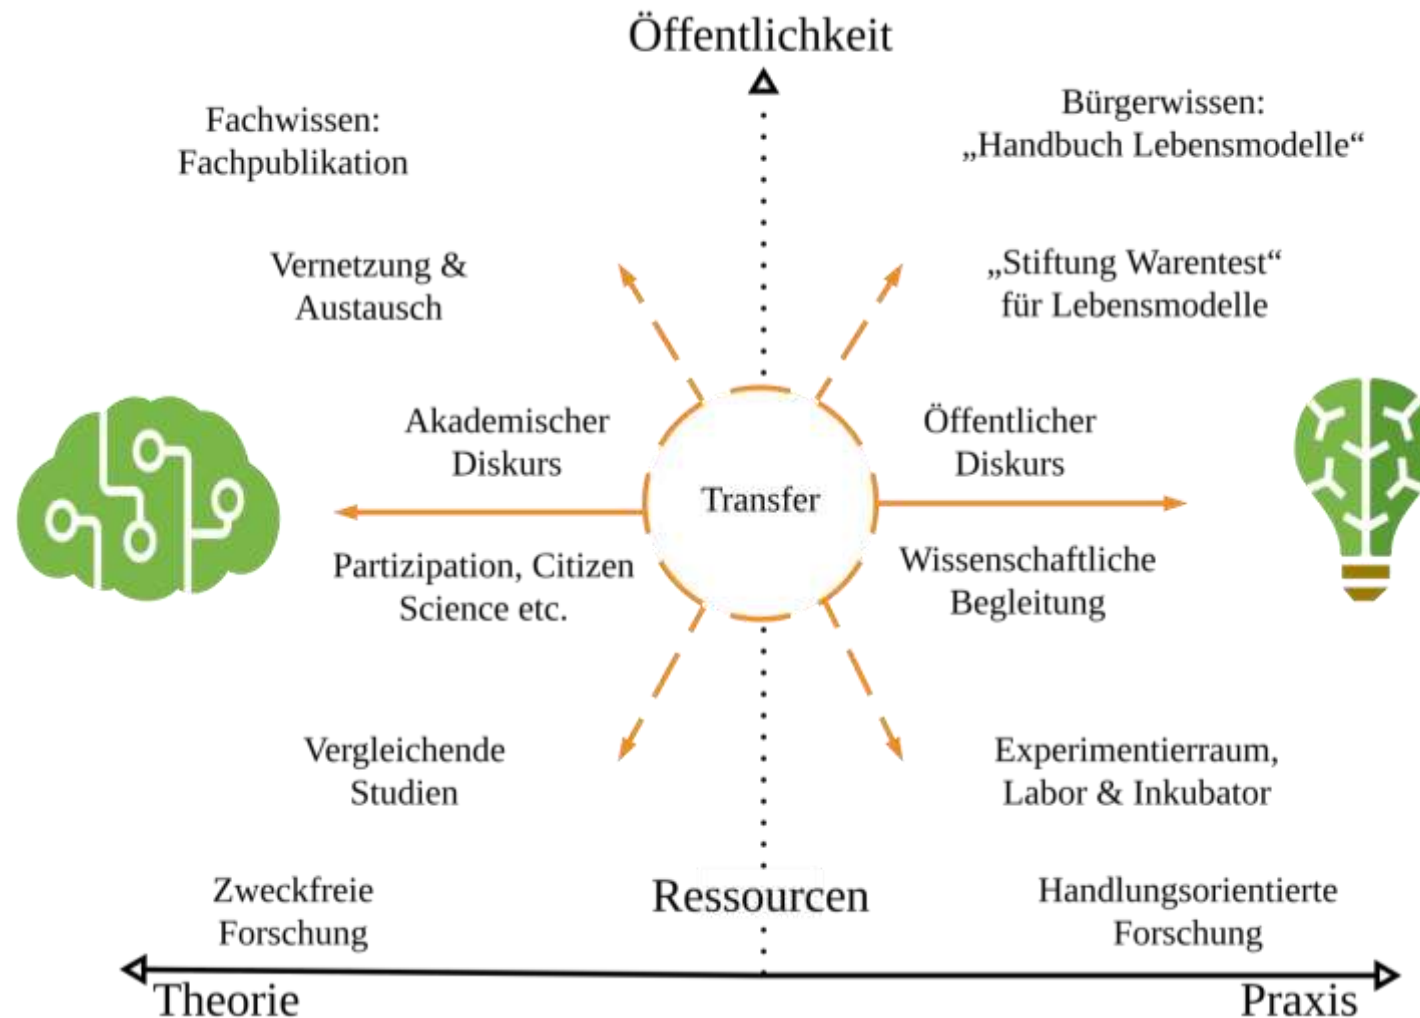 Öffentlichkeit
Fachwissen:
Fachpublikation
Bürgerwissen:
„Handbuch Lebensmodelle“
Vernetzung &
Austausch
„Stiftung Warentest“
für Lebensmodelle
Akademischer
Diskurs
Öffentlicher
Diskurs
Transfer
Partizipation, Citizen
Science etc.
Wissenschaftliche
Begleitung
Vergleichende
Studien
Experimentierraum,
Labor & Inkubator
Zweckfreie
Forschung
Ressourcen
Handlungsorientierte
Forschung
Theorie
Praxis